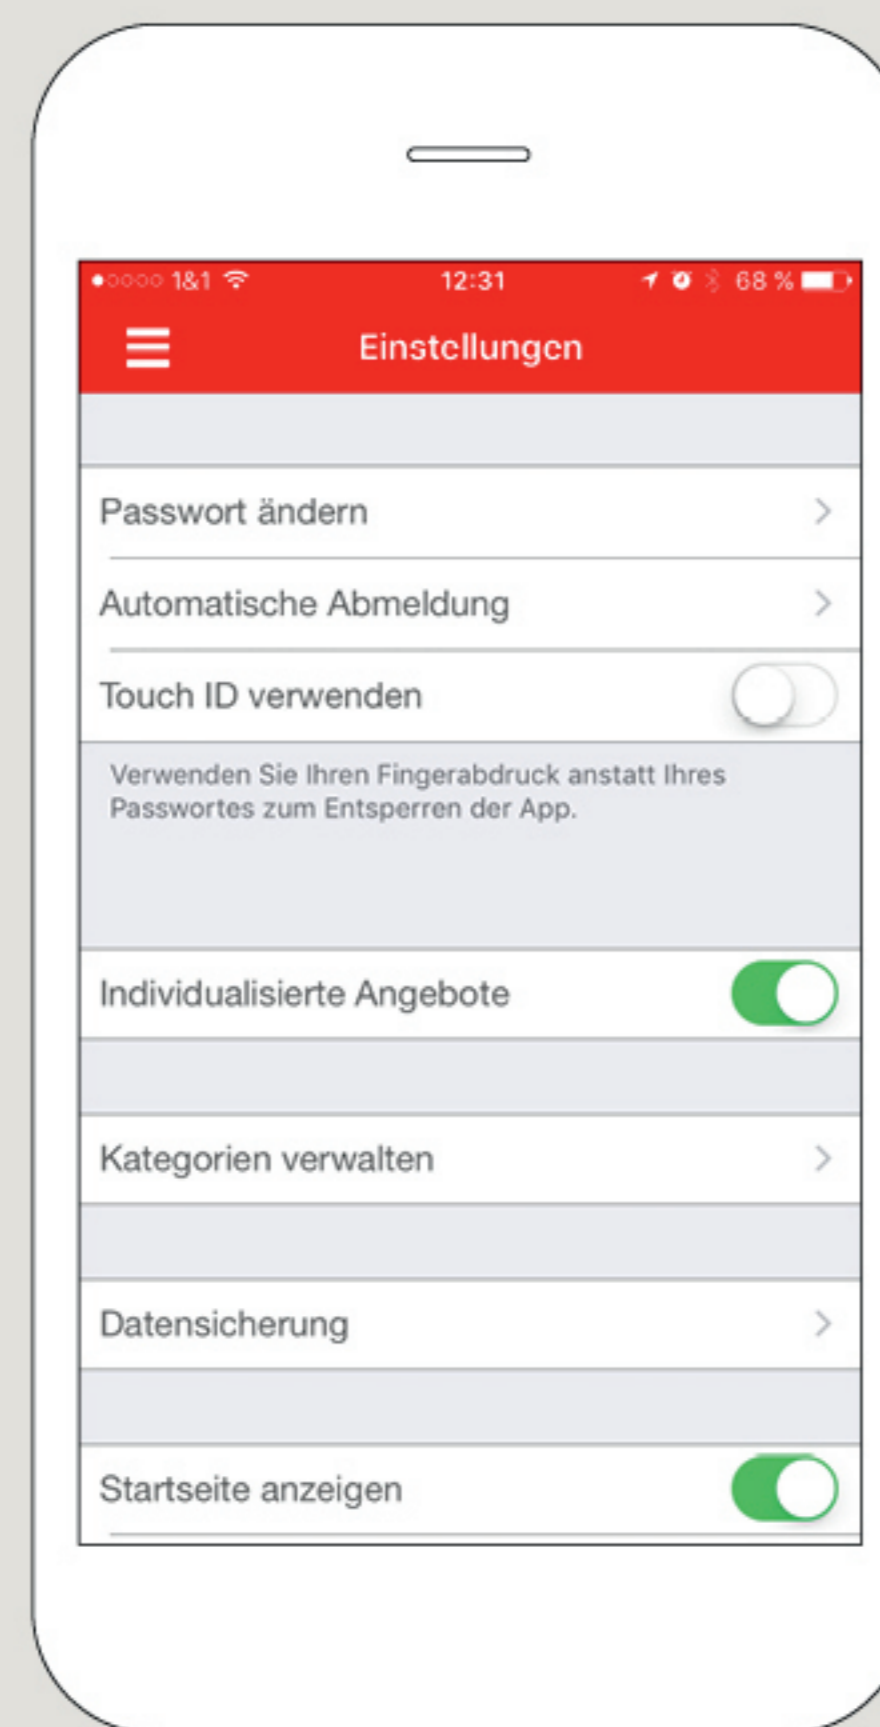 1&1 12:31 68 %
Einstellungen
Passwort ändern
Automatische Abmeldung
Touch ID verwenden
Verwenden Sie Ihren Fingerabdruck anstatt Ihres
Passwortes zum Entsperren der App.
Individualisierte Angebote
Kategorien verwalten
Datensicherung
Startseite anzeigen